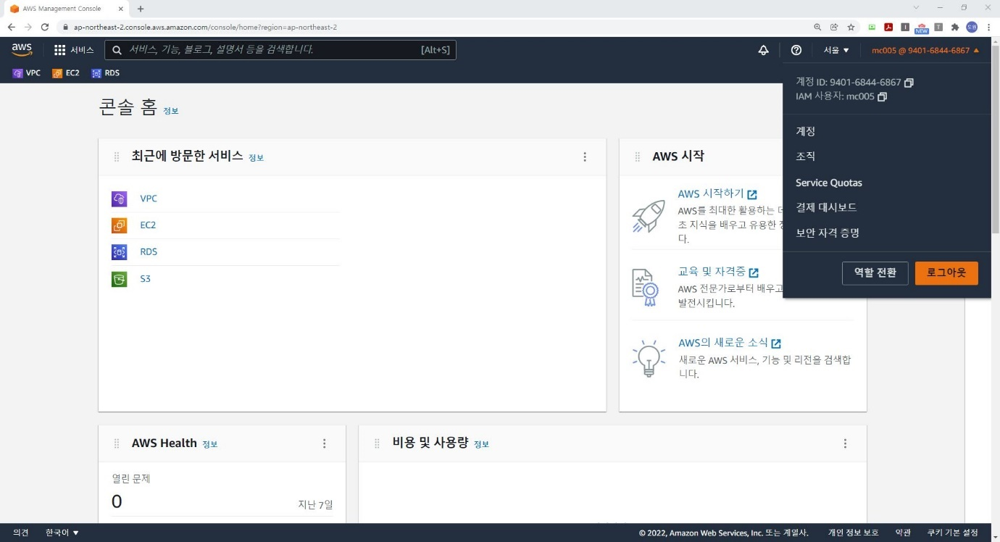 AWS Management Console
ap-northeast-2.console.aws.amazon.com/console/home?region=ap-northeast-2
NEW
도원
aws
서비스
서비스, 기능, 블로그, 설명서 등을 검색합니다.
[Alt+S]
서울 ▼
mc005 @ 9401-6844-6867 ▲
VPC
EC2
RDS
계정 ID: 9401-6844-6867
IAM 사용자: mc005
계정
조직
Service Quotas
결제 대시보드
보안 자격 증명
역할 전환
로그아웃
콘솔 홈 정보
최근에 방문한 서비스 정보
VPC
EC2
RDS
S3
AWS 시작
AWS 시작하기
AWS를 최대한 활용하는 데
초 지식을 배우고 유용한
다.
교육 및 자격증
AWS 전문가로부터 배우고
발전시킵니다.
AWS의 새로운 소식
새로운 AWS 서비스, 기능 및 리전을 검색합
니다.
AWS Health 정보
열린 문제
0
지난 7일
비용 및 사용량 정보
의견
한국어 ▼
© 2022, Amazon Web Services, Inc. 또는 계열사.
개인 정보 보호
약관
쿠키 기본 설정